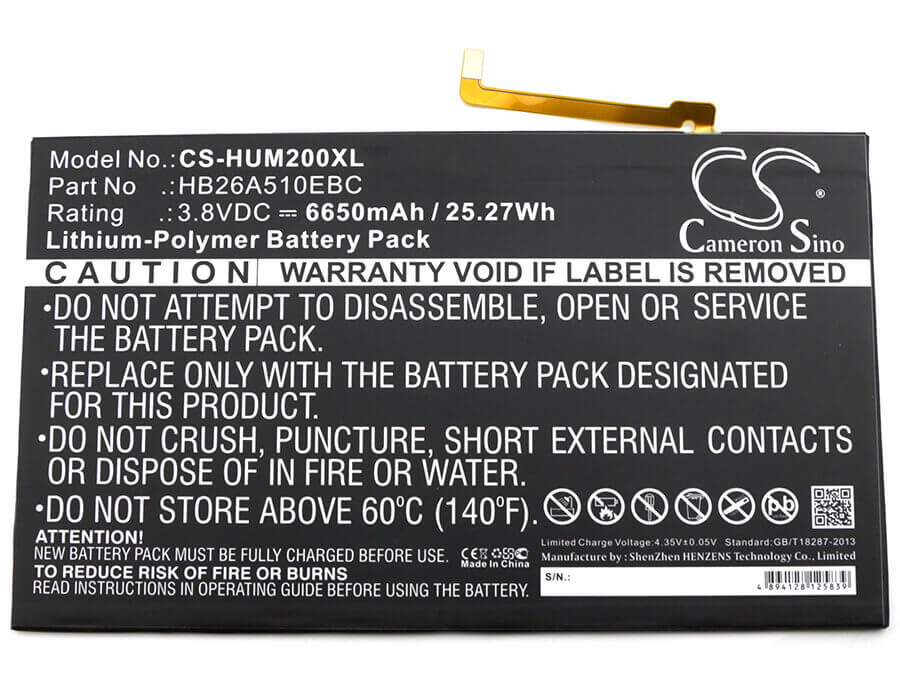 Model No.: CS-HUM200XL
Part No .: HB26A510EBC
Rating .: 3.8VDC ⎓ 6650mAh / 25.27Wh
Lithium-Polymer Battery Pack
CS ®
Cameron Sino
CAUTION WARRANTY VOID IF LABEL IS REMOVED
•DO NOT ATTEMPT TO DISASSEMBLE, OPEN OR SERVICE
THE BATTERY PACK.
•REPLACE ONLY WITH THE BATTERY PACK DESIGNATED
FOR THIS PRODUCT.
•DO NOT CRUSH, PUNCTURE, SHORT EXTERNAL CONTACTS
OR DISPOSE OF IN FIRE OR WATER.
•DO NOT STORE ABOVE 60°C (140°F).
Pb
ATTENTION!
NEW BATTERY PACK MUST BE FULLY CHARGED BEFORE USE.
TO REDUCE RISK OF FIRE OR BURNS
READ INSTRUCTIONS IN OPERATING GUIDE BEFORE USING THE BATTERY.
CE
Made In China
Limited Charge Voltage:4.35V±0.05V Standard:GB/T18287-2013
Manufacture by : ShenZhen HENZENS Technology Co., Limited
S/N.:
4 894128 125839